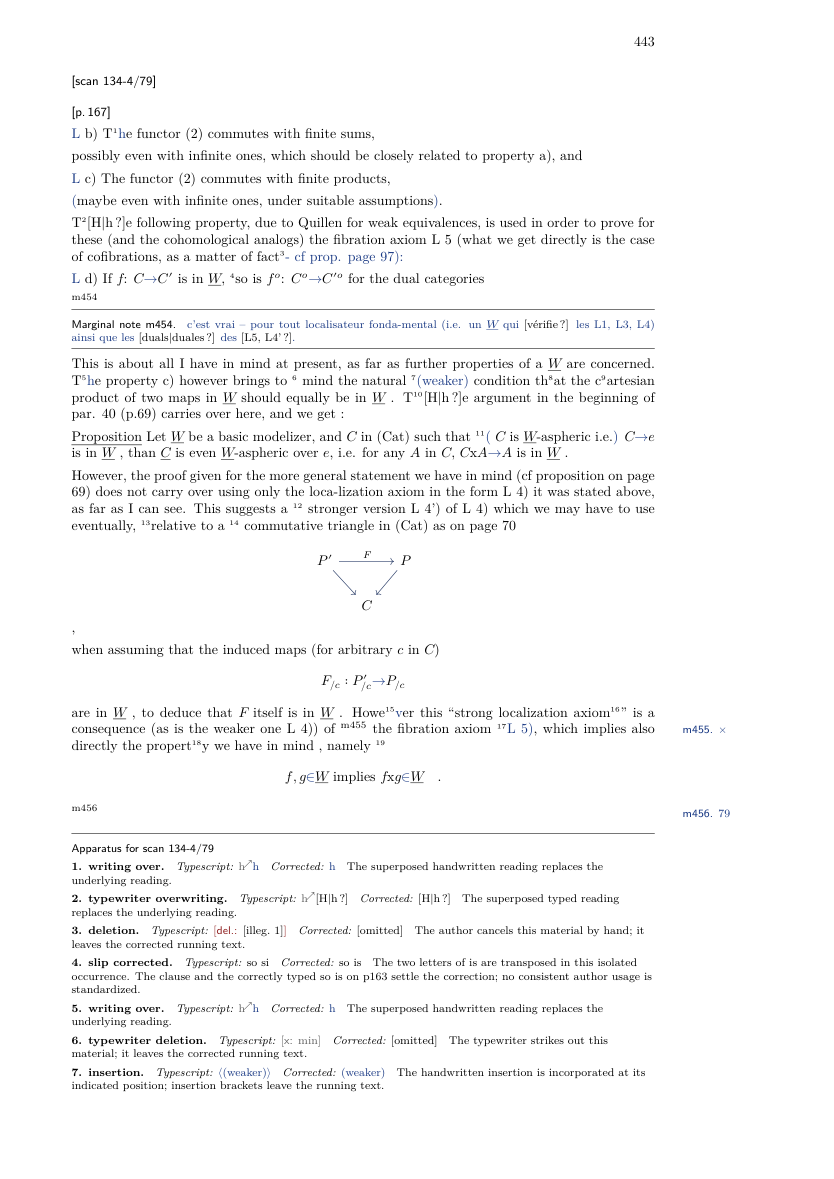 443
[scan 134-4/79]
[p. 167]
L b) T¹he functor (2) commutes with finite sums,
possibly even with infinite ones, which should be closely related to property a), and
L c) The functor (2) commutes with finite products,
(maybe even with infinite ones, under suitable assumptions).
T²[H|h ?]e following property, due to Quillen for weak equivalences, is used in order to prove for
these (and the cohomological analogs) the fibration axiom L 5 (what we get directly is the case
of cofibrations, as a matter of fact³- cf prop. page 97):
L d) If f: C→C′ is in W, ⁴so is fᵒ: Cᵒ→C′ᵒ for the dual categories
m454
Marginal note m454. c'est vrai – pour tout localisateur fonda-mental (i.e. un W qui [vérifie ?] les L1, L3, L4)
ainsi que les [duals|duales ?] des [L5, L4' ?].
This is about all I have in mind at present, as far as further properties of a W are concerned.
T⁵he property c) however brings to ⁶ mind the natural ⁷(weaker) condition th⁸at the c⁹artesian
product of two maps in W should equally be in W . T¹⁰[H|h ?]e argument in the beginning of
par. 40 (p.69) carries over here, and we get :
Proposition Let W be a basic modelizer, and C in (Cat) such that ¹¹( C is W-aspheric i.e.) C→e
is in W , than C is even W-aspheric over e, i.e. for any A in C, CxA→A is in W .
However, the proof given for the more general statement we have in mind (cf proposition on page
69) does not carry over using only the loca-lization axiom in the form L 4) it was stated above,
as far as I can see. This suggests a ¹² stronger version L 4') of L 4) which we may have to use
eventually, ¹³relative to a ¹⁴ commutative triangle in (Cat) as on page 70
F
P′ P
C
,
when assuming that the induced maps (for arbitrary c in C)
F/c : P′/c→P/c
are in W , to deduce that F itself is in W . Howe¹⁵ver this “strong localization axiom¹⁶” is a
consequence (as is the weaker one L 4)) of m455 the fibration axiom ¹⁷L 5), which implies also
m455. ×
directly the propert¹⁸y we have in mind , namely ¹⁹
f, g∈W implies fxg∈W .
m456
m456. 79
Apparatus for scan 134-4/79
1. writing over. Typescript: b↗h Corrected: h The superposed handwritten reading replaces the
underlying reading.
2. typewriter overwriting. Typescript: b↗[H|h ?] Corrected: [H|h ?] The superposed typed reading
replaces the underlying reading.
3. deletion. Typescript: [del.: [illeg. 1]] Corrected: [omitted] The author cancels this material by hand; it
leaves the corrected running text.
4. slip corrected. Typescript: so si Corrected: so is The two letters of is are transposed in this isolated
occurrence. The clause and the correctly typed so is on p163 settle the correction; no consistent author usage is
standardized.
5. writing over. Typescript: b↗h Corrected: h The superposed handwritten reading replaces the
underlying reading.
6. typewriter deletion. Typescript: [x: min] Corrected: [omitted] The typewriter strikes out this
material; it leaves the corrected running text.
7. insertion. Typescript: ⟨(weaker)⟩ Corrected: (weaker) The handwritten insertion is incorporated at its
indicated position; insertion brackets leave the running text.